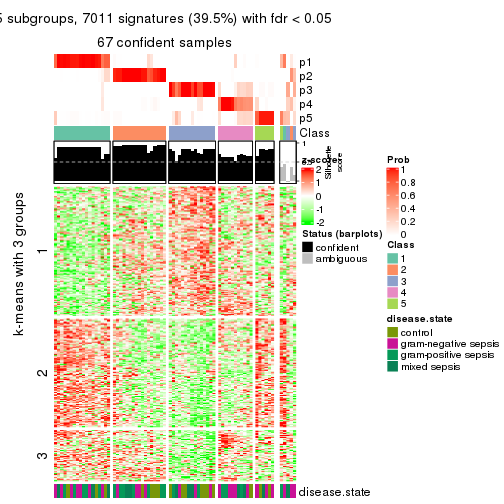 5 subgroups, 7011 signatures (39.5%) with fdr < 0.05
67 confident samples
p1
p2
p3
p4
p5
Class
1
0
Silhouette
score
k-means with 3 groups
1
2
3
disease.state
z-score
2
1
0
-1
-2
Status (barplots)
confident
ambiguous
Prob
1
0.8
0.6
0.4
0.2
0
Class
1
2
3
4
5
disease.state
control
gram-negative sepsis
gram-positive sepsis
mixed sepsis